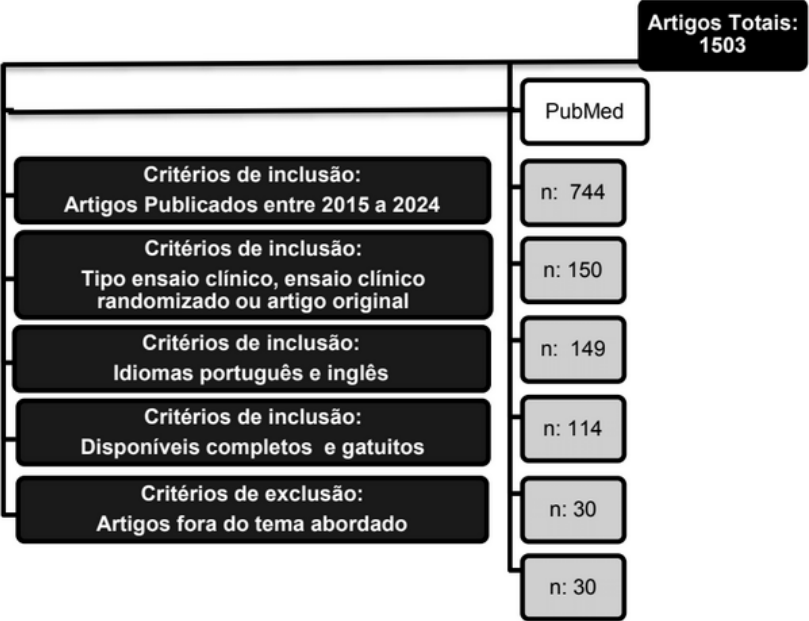 Artigos Totais:
1503
PubMed
Critérios de inclusão:
Artigos Publicados entre 2015 a 2024
n: 744
Critérios de inclusão:
Tipo ensaio clínico, ensaio clínico
randomizado ou artigo original
n: 150
Critérios de inclusão:
Idiomas português e inglês
n: 149
Critérios de inclusão:
Disponíveis completos e gatuitos
n: 114
Critérios de exclusão:
Artigos fora do tema abordado
n: 30
n: 30